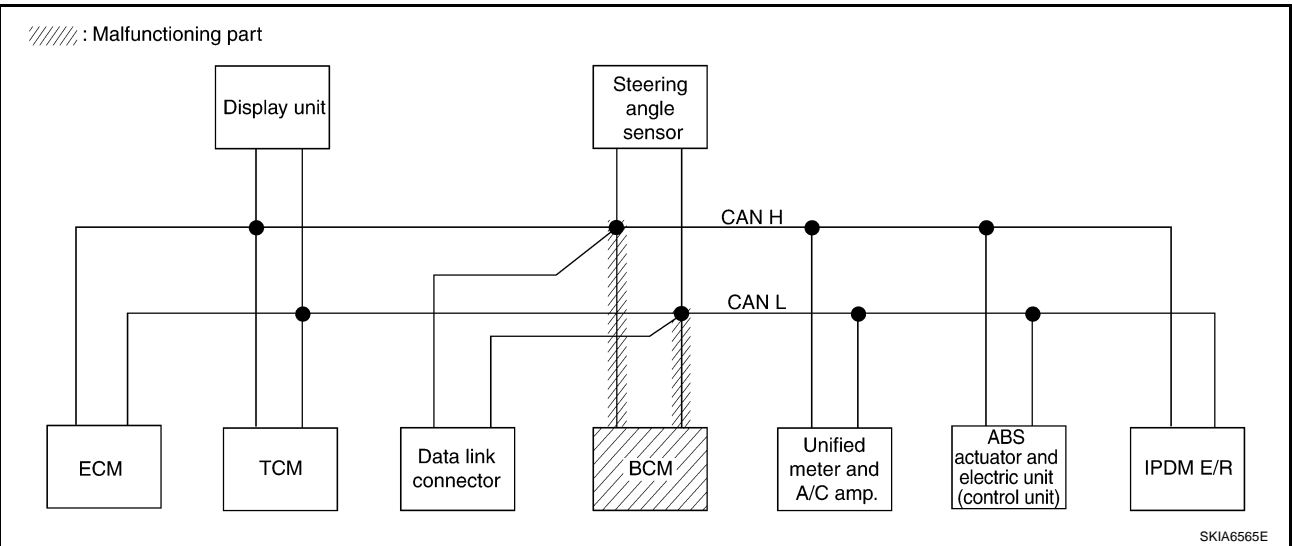 : Malfunctioning part
Display unit
Steering
angle
sensor
CAN H
CAN L
ECM
TCM
Data link
connector
BCM
Unified
meter and
A/C amp.
ABS
actuator and
electric unit
(control unit)
IPDM E/R
SKIA6565E